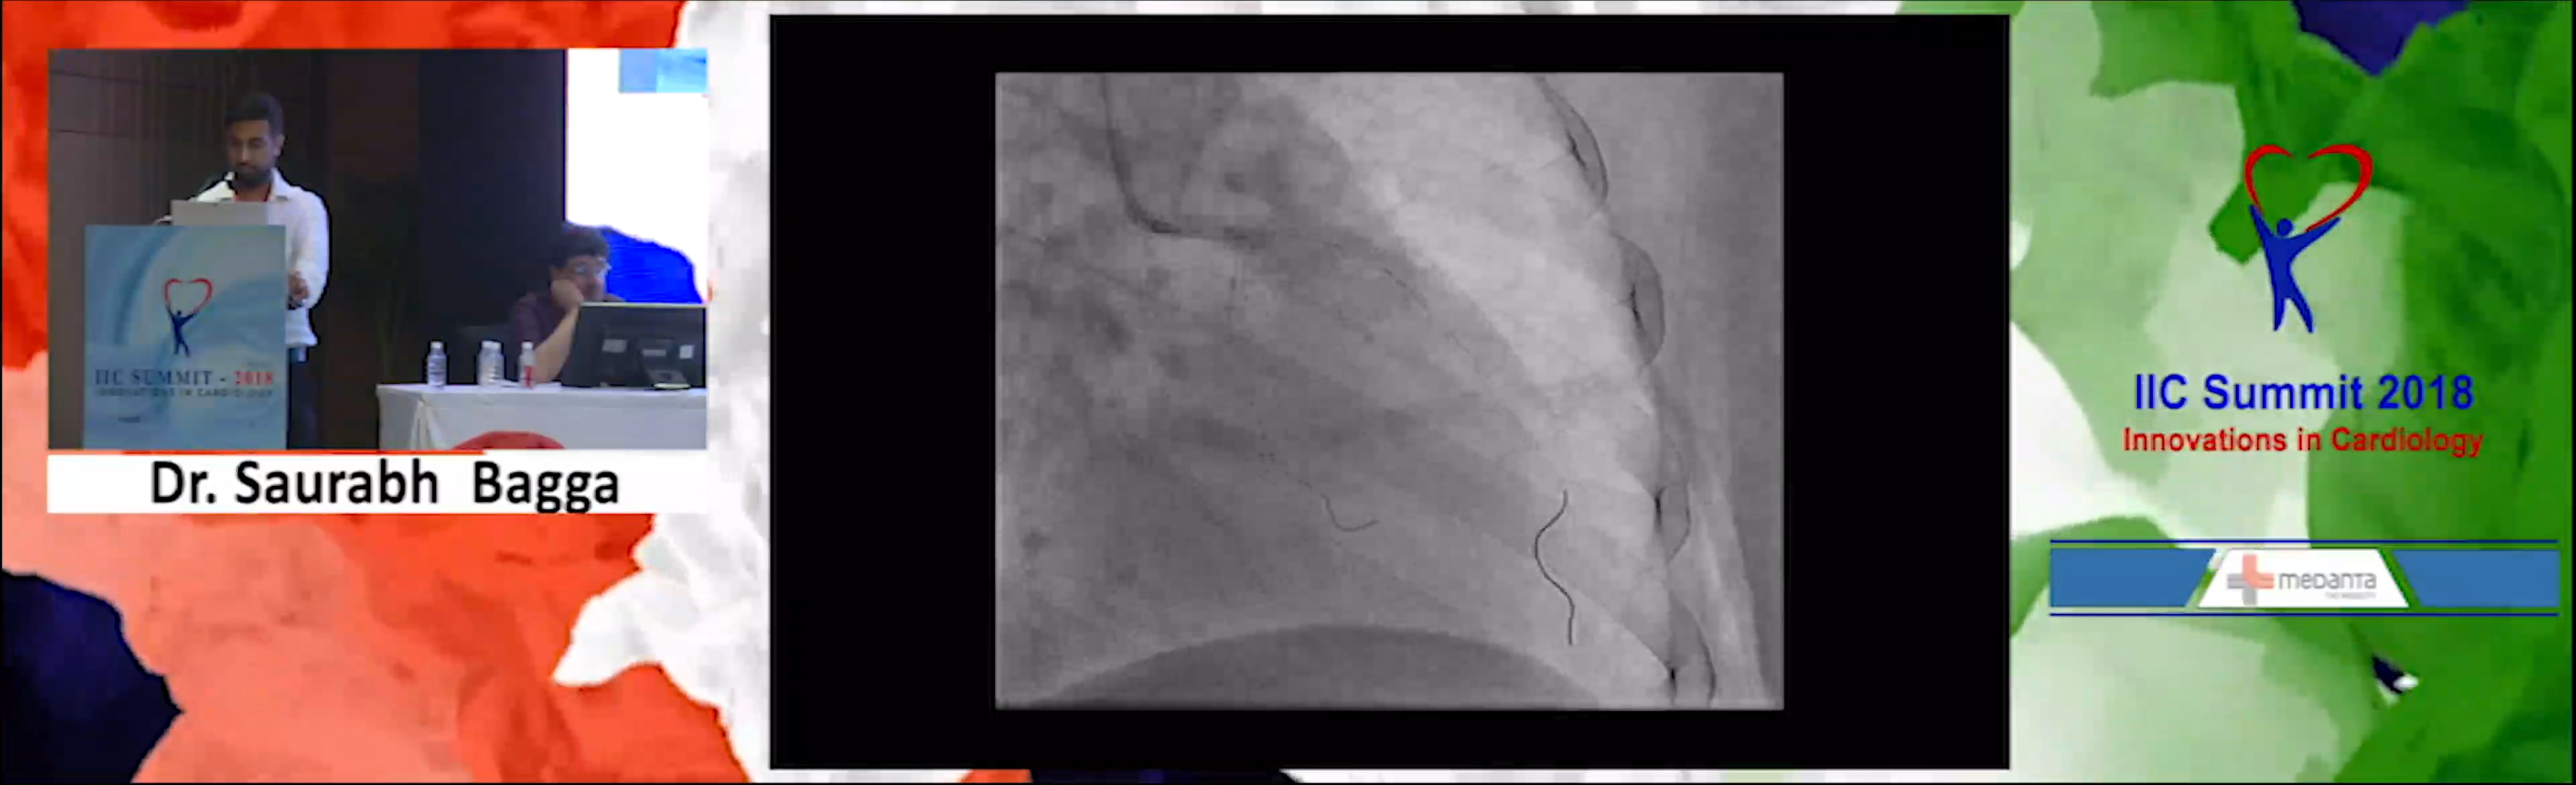 IIC SUMMIT - 2018
INNOVATIONS IN CARDIOLOGY
Dr. Saurabh Bagga
IIC Summit 2018
Innovations in Cardiology
medanta